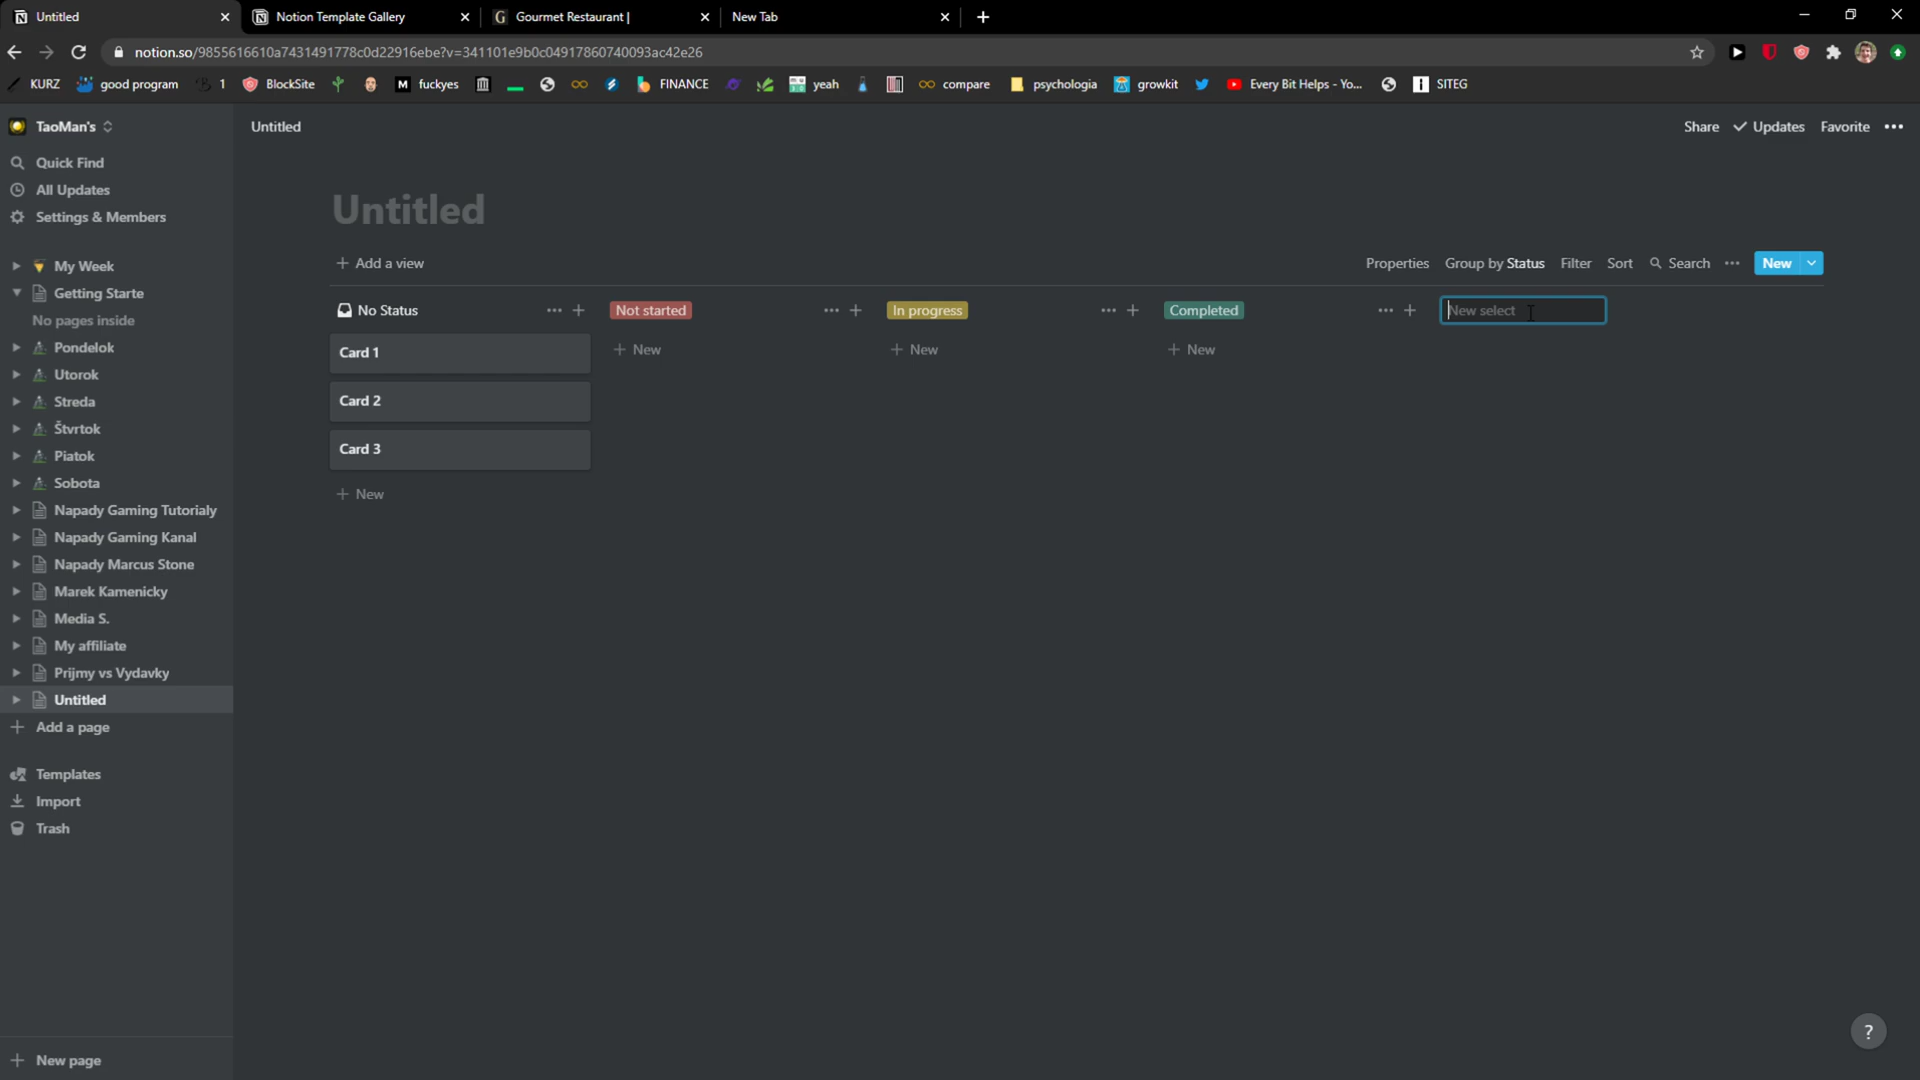 Untitled
Notion Template Gallery
Gourmet Restaurant |
New Tab
notion.so/9855616610a7431491778c0d22916ebe?v=341101e9b0c04917860740093ac42e26
KURZ
good program
1
BlockSite
fuckyes
FINANCE
yeah
compare
psychologia
growkit
Every Bit Helps - Yo...
SITEG
TaoMan's
Untitled
Share
Updates
Favorite
Quick Find
All Updates
Settings & Members
My Week
Getting Starte
No pages inside
Pondelok
Utorok
Streda
Štvrtok
Piatok
Sobota
Napady Gaming Tutorialy
Napady Gaming Kanal
Napady Marcus Stone
Marek Kamenicky
Media S.
My affiliate
Prijmy vs Vydavky
Untitled
Add a page
Templates
Import
Trash
New page
Untitled
Add a view
Properties
Group by Status
Filter
Sort
Search
New
No Status
Not started
In progress
Completed
New select
Card 1
Card 2
Card 3
New
New
New
New
?